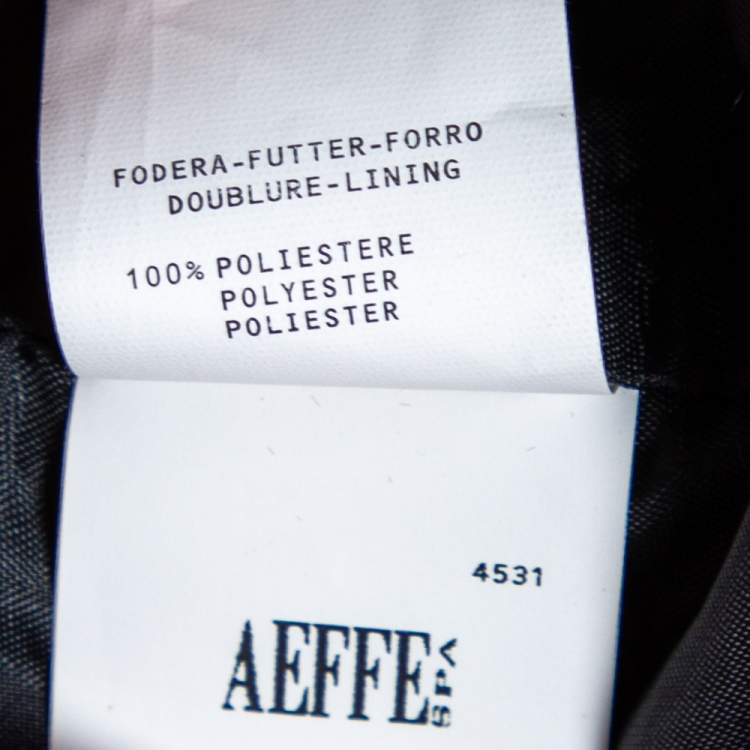 FODERA-FUTTER-FORRO
DOUBLURE-LINING
100% POLIESTERE
POLYESTER
POLIESTER
4531
AEFFE SPA